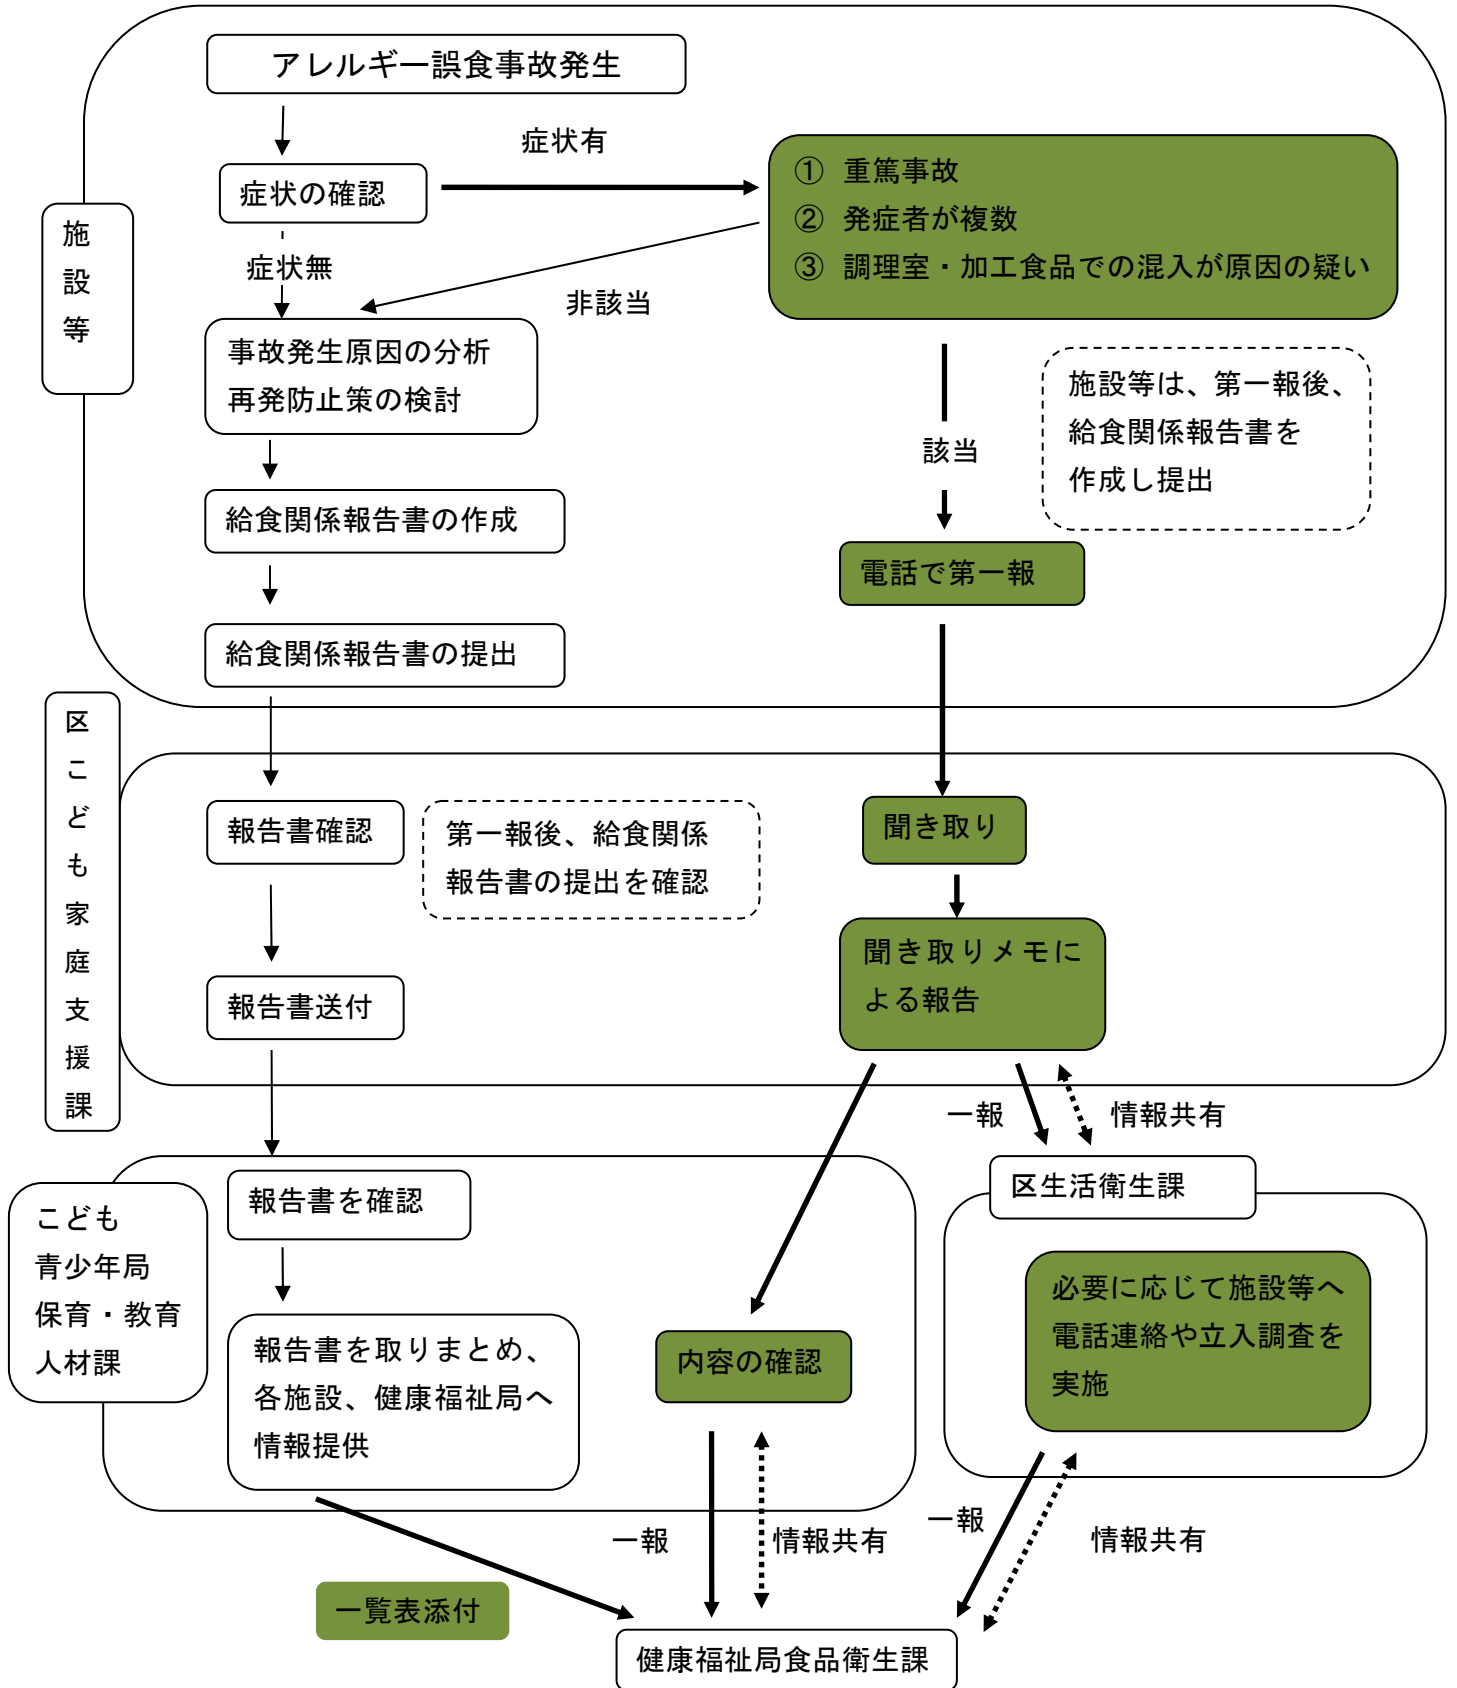 アレルギー誤食事故発生
症状有
症状の確認
① 重篤事故
② 発症者が複数
③ 調理室・加工食品での混入が原因の疑い
施
設
等
症状無
非該当
事故発生原因の分析
再発防止策の検討
施設等は、第一報後、
給食関係報告書を
作成し提出
該当
給食関係報告書の作成
電話で第一報
給食関係報告書の提出
区
こ
ど
も
家
庭
支
援
課
報告書確認
第一報後、給食関係
報告書の提出を確認
聞き取り
聞き取りメモに
よる報告
報告書送付
一報
情報共有
こども
青少年局
保育・教育
人材課
報告書を確認
区生活衛生課
必要に応じて施設等へ
電話連絡や立入調査を
実施
報告書を取りまとめ、
各施設、健康福祉局へ
情報提供
内容の確認
一報
情報共有
一報
情報共有
一覧表添付
健康福祉局食品衛生課